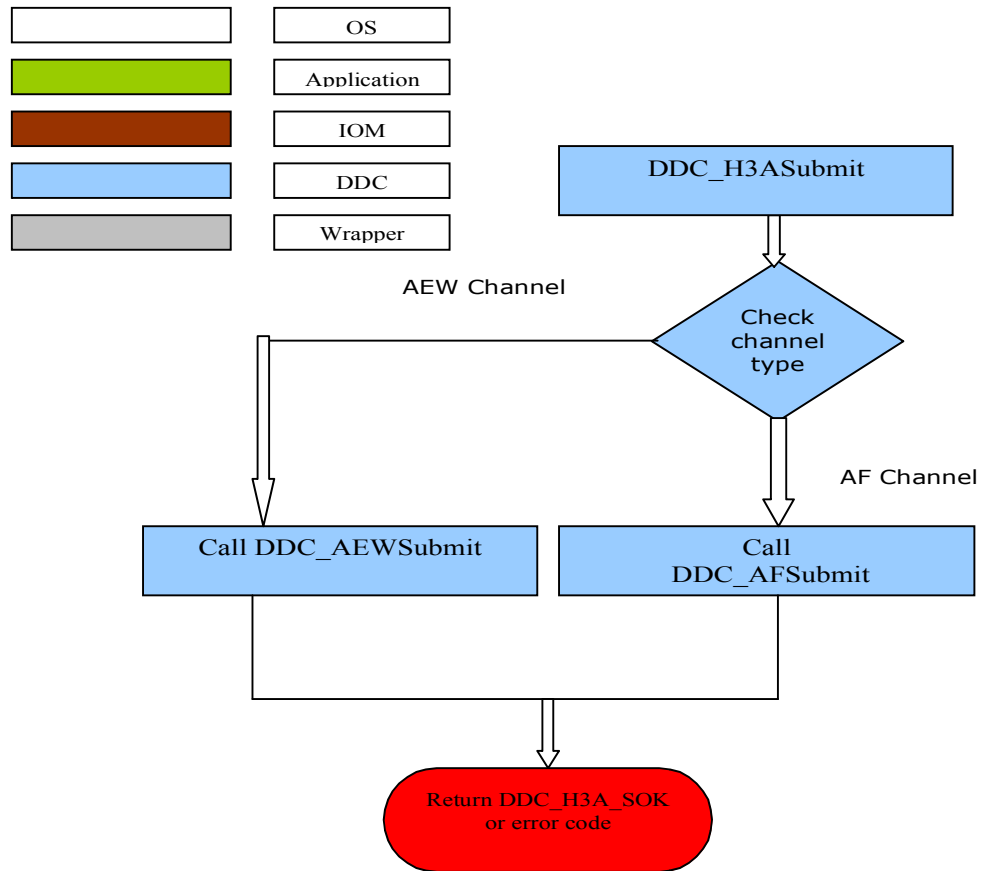 OS
Application
IOM
DDC
Wrapper
DDC_H3ASubmit
AEW Channel
Check
channel
type
AF Channel
Call DDC_AEWSubmit
Call
DDC_AFSubmit
Return DDC_H3A_SOK
or error code